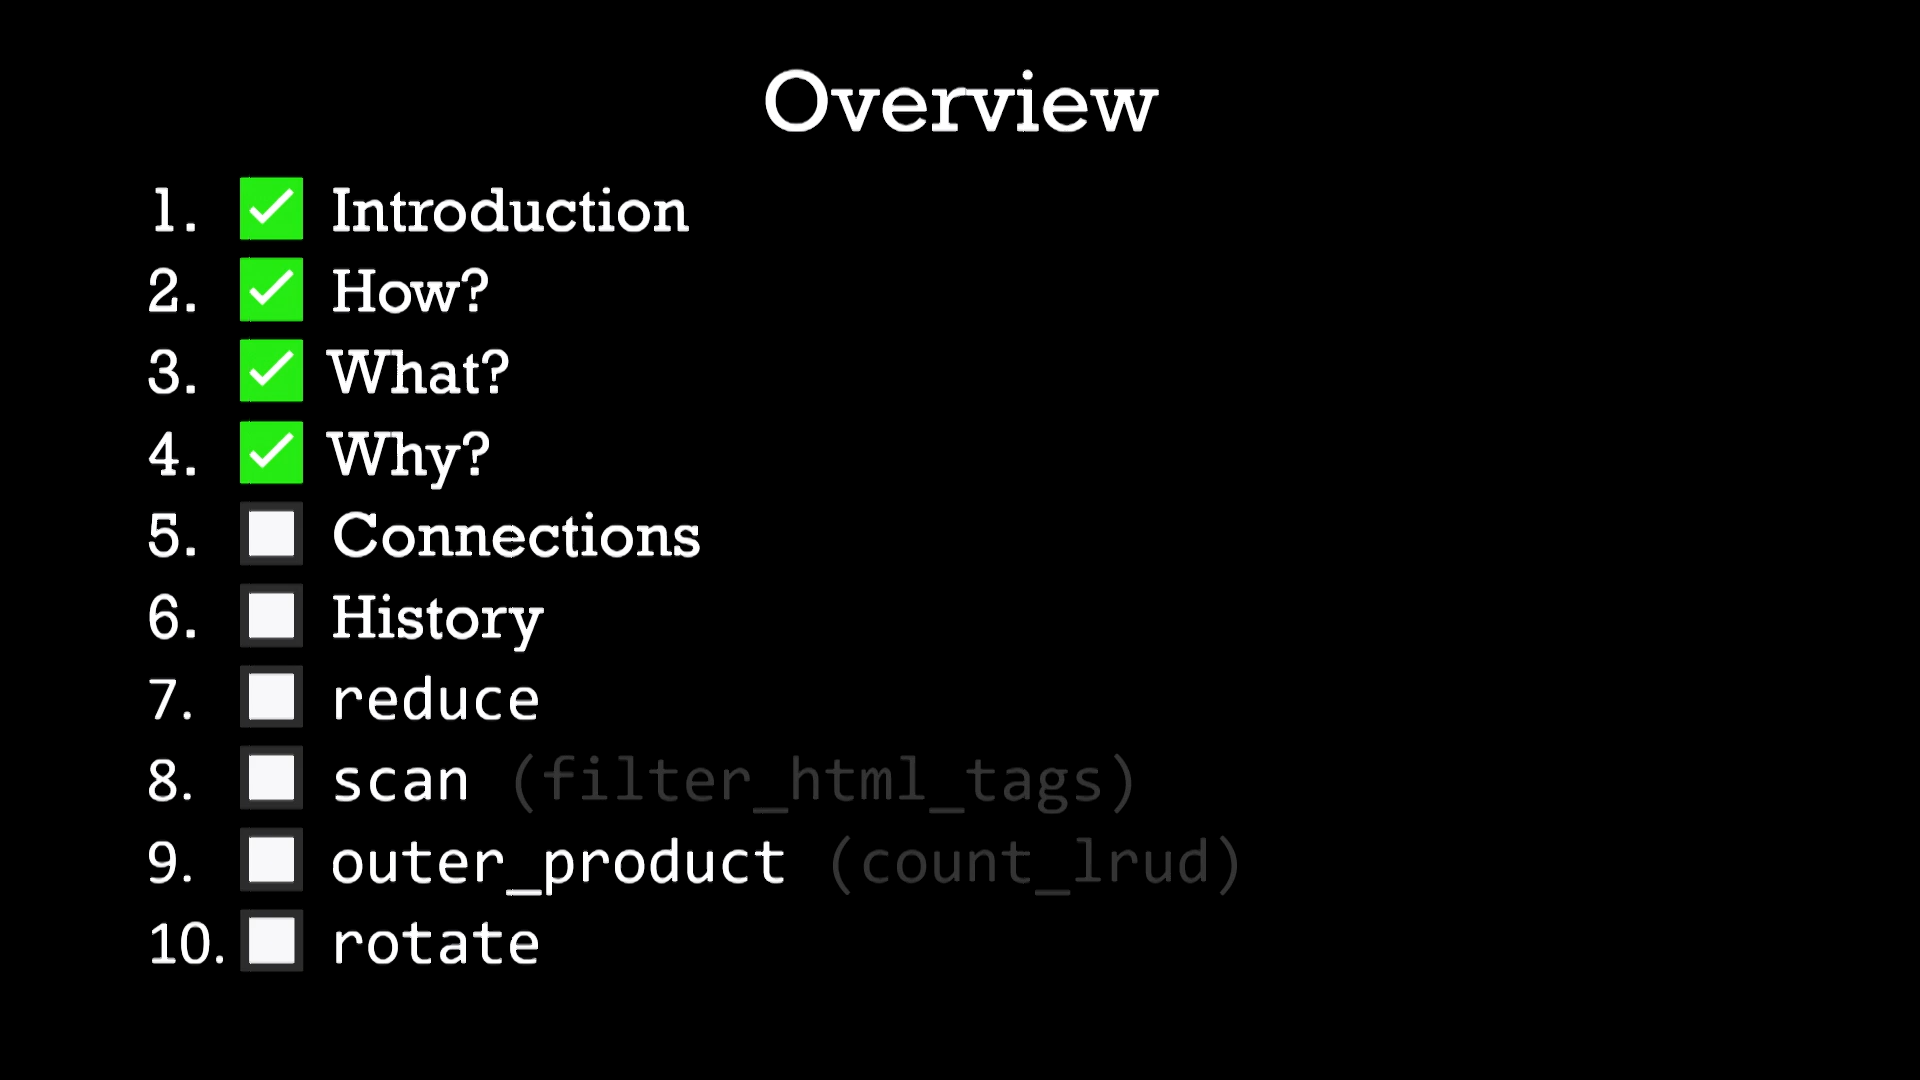 Overview
1. Introduction
2. How?
3. What?
4. Why?
5. Connections
6. History
7. reduce
8. scan (filter_html_tags)
9. outer_product (count_lrud)
10. rotate